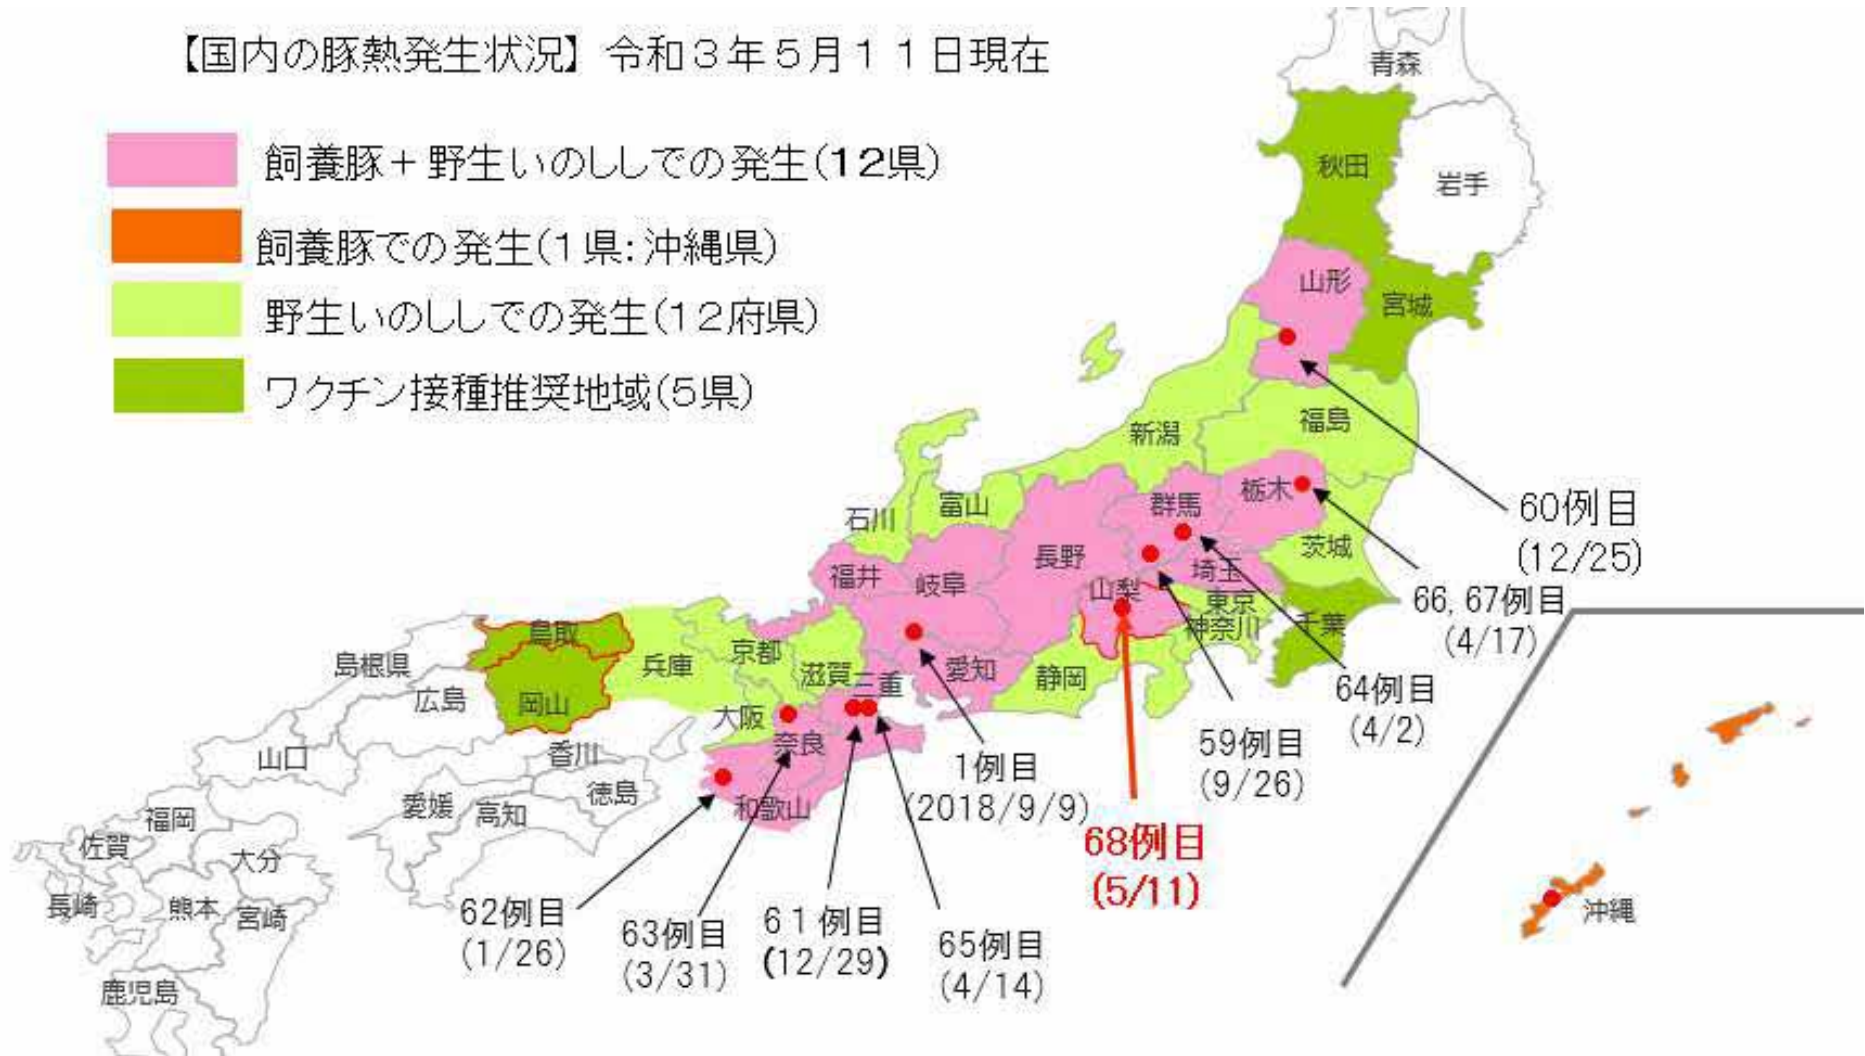 【国内の豚熱発生状況】令和３年５月１１日現在
飼養豚＋野生いのししでの発生(12県)
飼養豚での発生(１県：沖縄県)
野生いのししでの発生(１２府県)
ワクチン接種推奨地域(５県)
青森
秋田
岩手
山形
宮城
新潟
福島
栃木
群馬
富山
石川
長野
茨城
福井
岐阜
埼玉
山梨
東京
神奈川
千葉
鳥取
京都
島根県
兵庫
滋賀
三重
愛知
静岡
広島
岡山
大阪
奈良
山口
香川
和歌山
徳島
愛媛
高知
福岡
佐賀
大分
長崎
熊本
宮崎
鹿児島
沖縄
60例目
(12/25)
66, 67例目
(4/17)
64例目
(4/2)
59例目
(9/26)
1例目
(2018/9/9)
68例目
(5/11)
62例目
(1/26)
63例目
(3/31)
６１例目
(12/29)
65例目
(4/14)